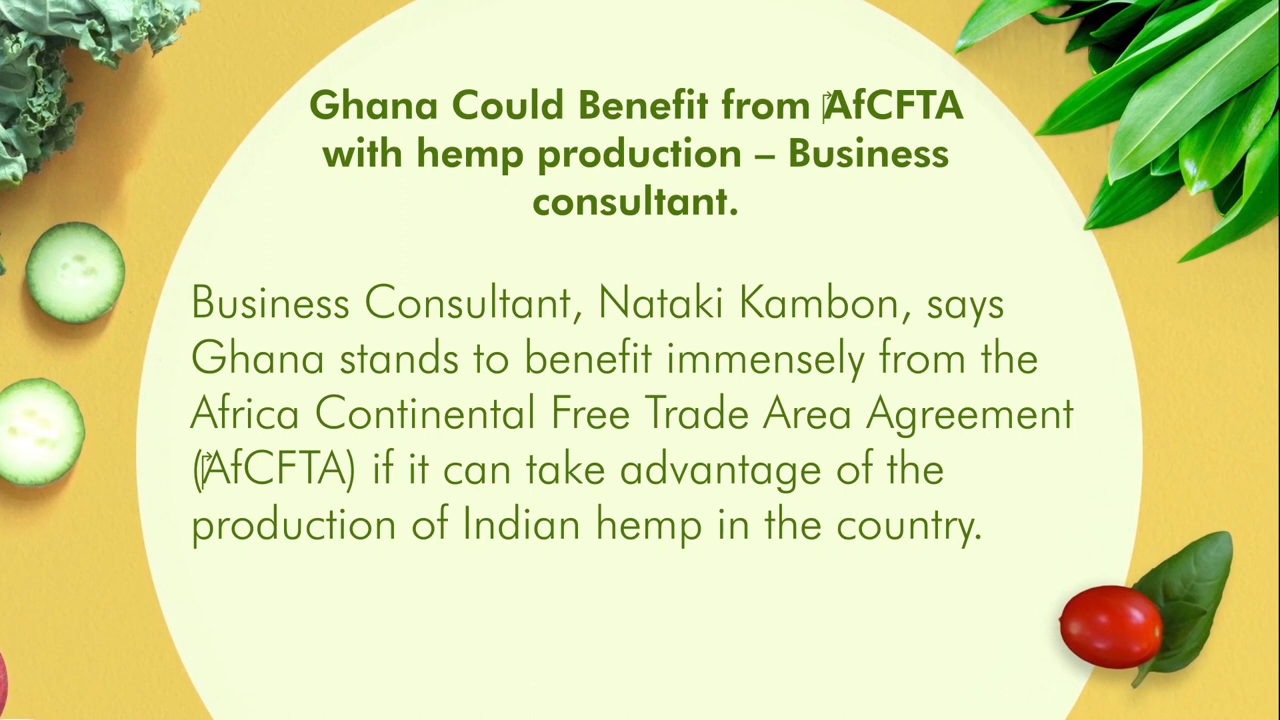 Ghana Could Benefit from AfCFTA
with hemp production – Business
consultant.
Business Consultant, Nataki Kambon, says
Ghana stands to benefit immensely from the
Africa Continental Free Trade Area Agreement
(AfCFTA) if it can take advantage of the
production of Indian hemp in the country.